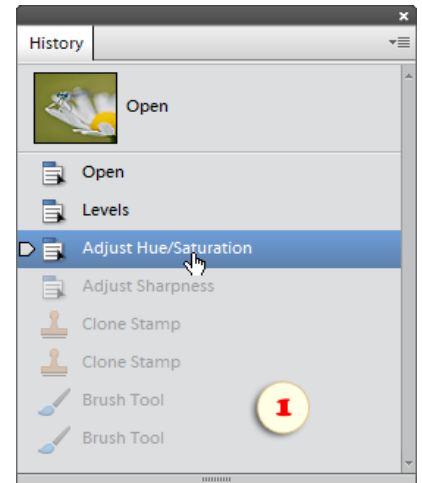 History
Open
Open
Levels
Adjust Hue/Saturation
Adjust Sharpness
Clone Stamp
Clone Stamp
Brush Tool
Brush Tool
1